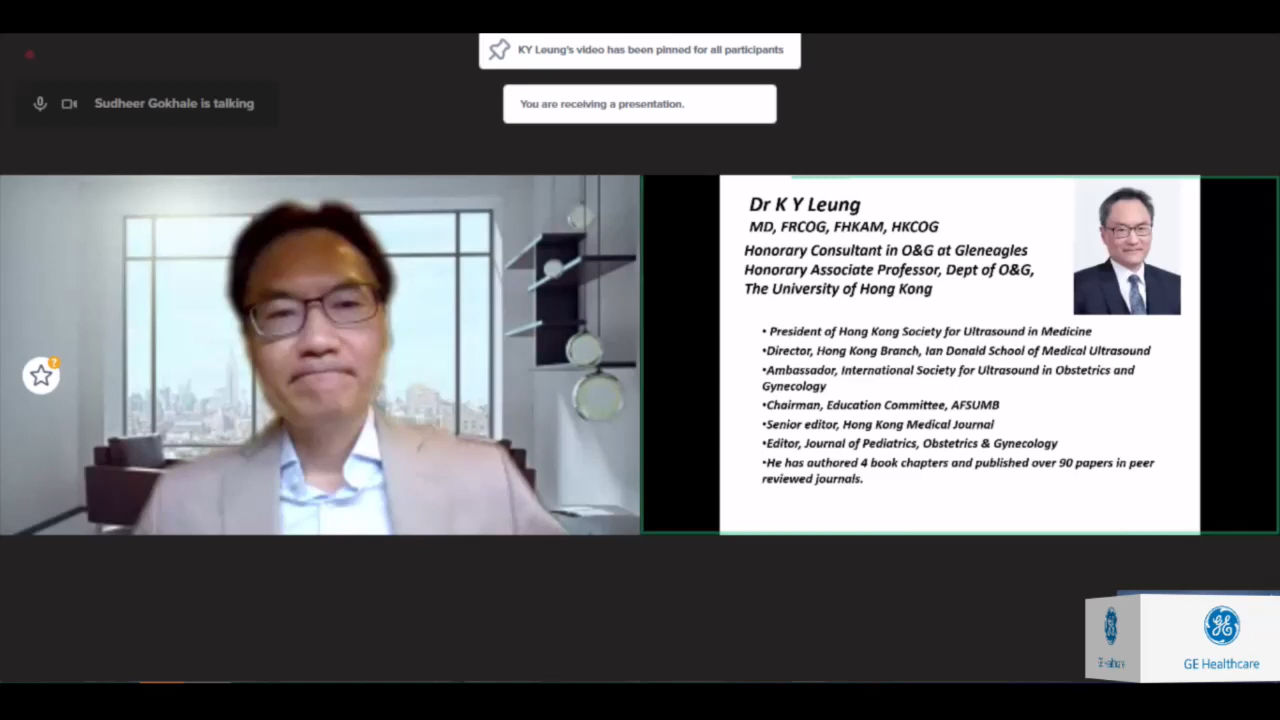 KY Leung's video has been pinned for all participants
Sudheer Gokhale is talking
You are receiving a presentation.
?
Dr K Y Leung
MD, FRCOG, FHKAM, HKCOG
Honorary Consultant in O&G at Gleneagles
Honorary Associate Professor, Dept of O&G,
The University of Hong Kong
• President of Hong Kong Society for Ultrasound in Medicine
•Director, Hong Kong Branch, Ian Donald School of Medical Ultrasound
•Ambassador, International Society for Ultrasound in Obstetrics and
Gynecology
•Chairman, Education Committee, AFSUMB
•Senior editor, Hong Kong Medical Journal
•Editor, Journal of Pediatrics, Obstetrics & Gynecology
•He has authored 4 book chapters and published over 90 papers in peer
reviewed journals.
GE
GE Healthcare
GE Healthcare